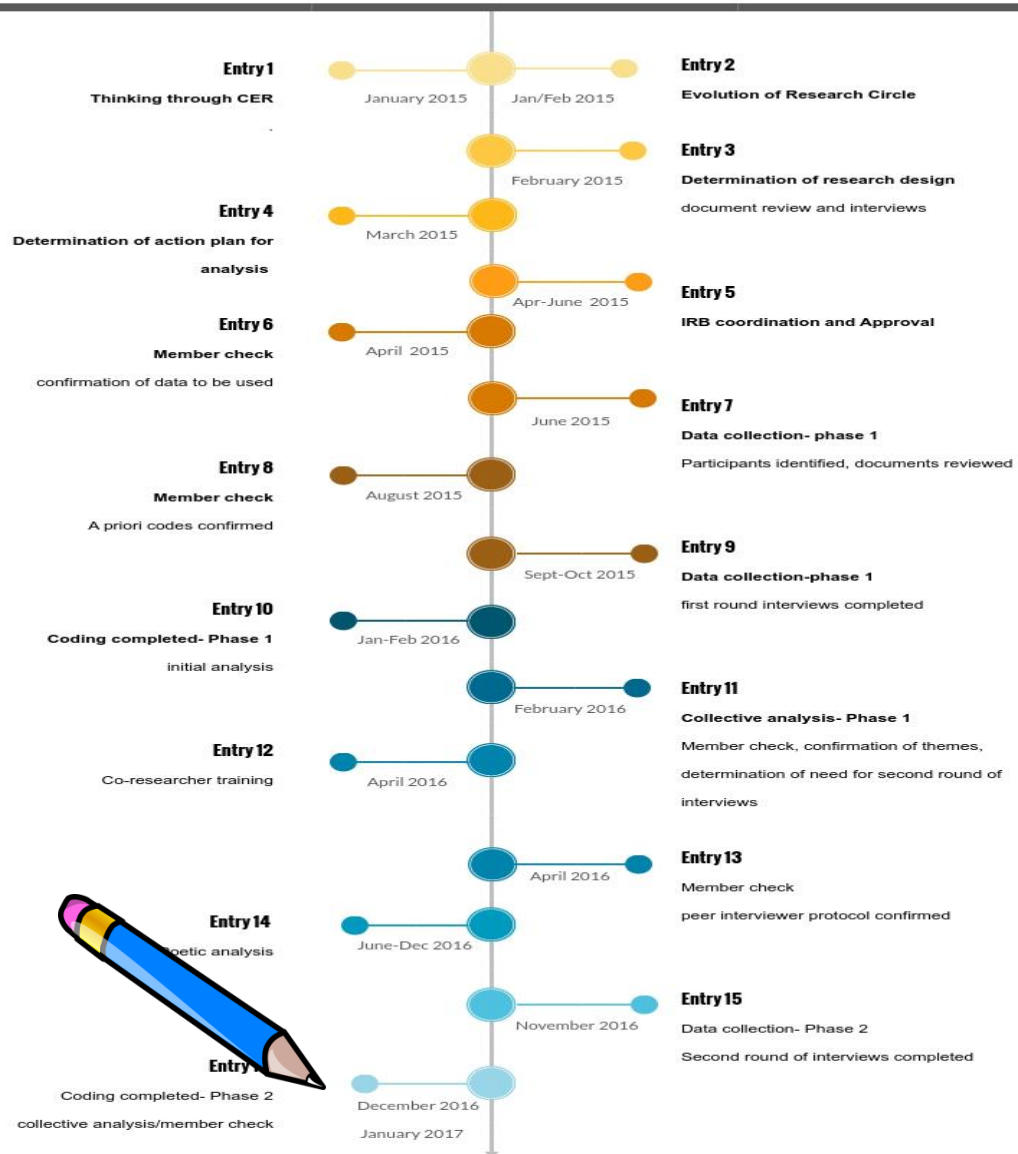 Entry 1
Thinking through CER
.
January 2015
Jan/Feb 2015
Entry 2
Evolution of Research Circle
February 2015
Entry 3
Determination of research design
document review and interviews
Entry 4
Determination of action plan for
analysis
March 2015
Apr-June 2015
Entry 5
IRB coordination and Approval
Entry 6
Member check
confirmation of data to be used
April 2015
June 2015
Entry 7
Data collection- phase 1
Participants identified, documents reviewed
Entry 8
Member check
A priori codes confirmed
August 2015
Sept-Oct 2015
Entry 9
Data collection-phase 1
first round interviews completed
Entry 10
Coding completed- Phase 1
initial analysis
Jan-Feb 2016
February 2016
Entry 11
Collective analysis- Phase 1
Member check, confirmation of themes,
determination of need for second round of
interviews
Entry 12
Co-researcher training
April 2016
April 2016
Entry 13
Member check
peer interviewer protocol confirmed
Entry 14
analysis
June-Dec 2016
November 2016
Entry 15
Data collection- Phase 2
Second round of interviews completed
Entry
Coding completed- Phase 2
collective analysis/member check
December 2016
January 2017